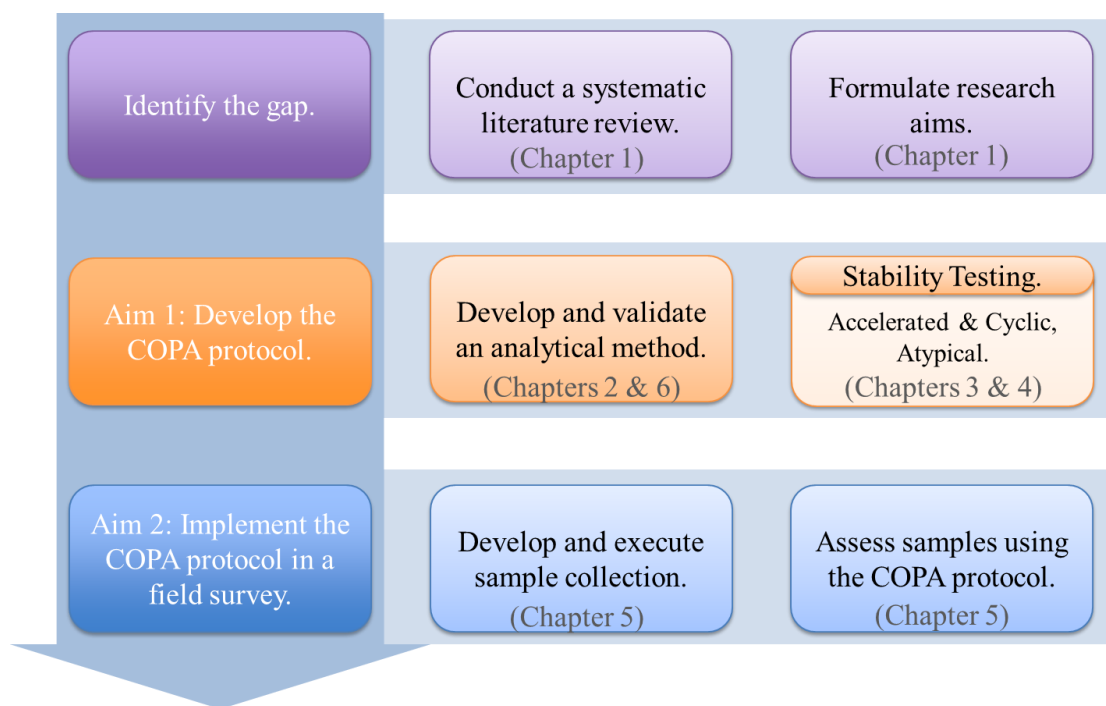 Identify the gap.
Conduct a systematic
literature review.
(Chapter 1)
Formulate research
aims.
(Chapter 1)
Aim 1: Develop the
COPA protocol.
Develop and validate
an analytical method.
(Chapters 2 & 6)
Stability Testing.
Accelerated & Cyclic,
Atypical.
(Chapters 3 & 4)
Aim 2: Implement the
COPA protocol in a
field survey.
Develop and execute
sample collection.
(Chapter 5)
Assess samples using
the COPA protocol.
(Chapter 5)